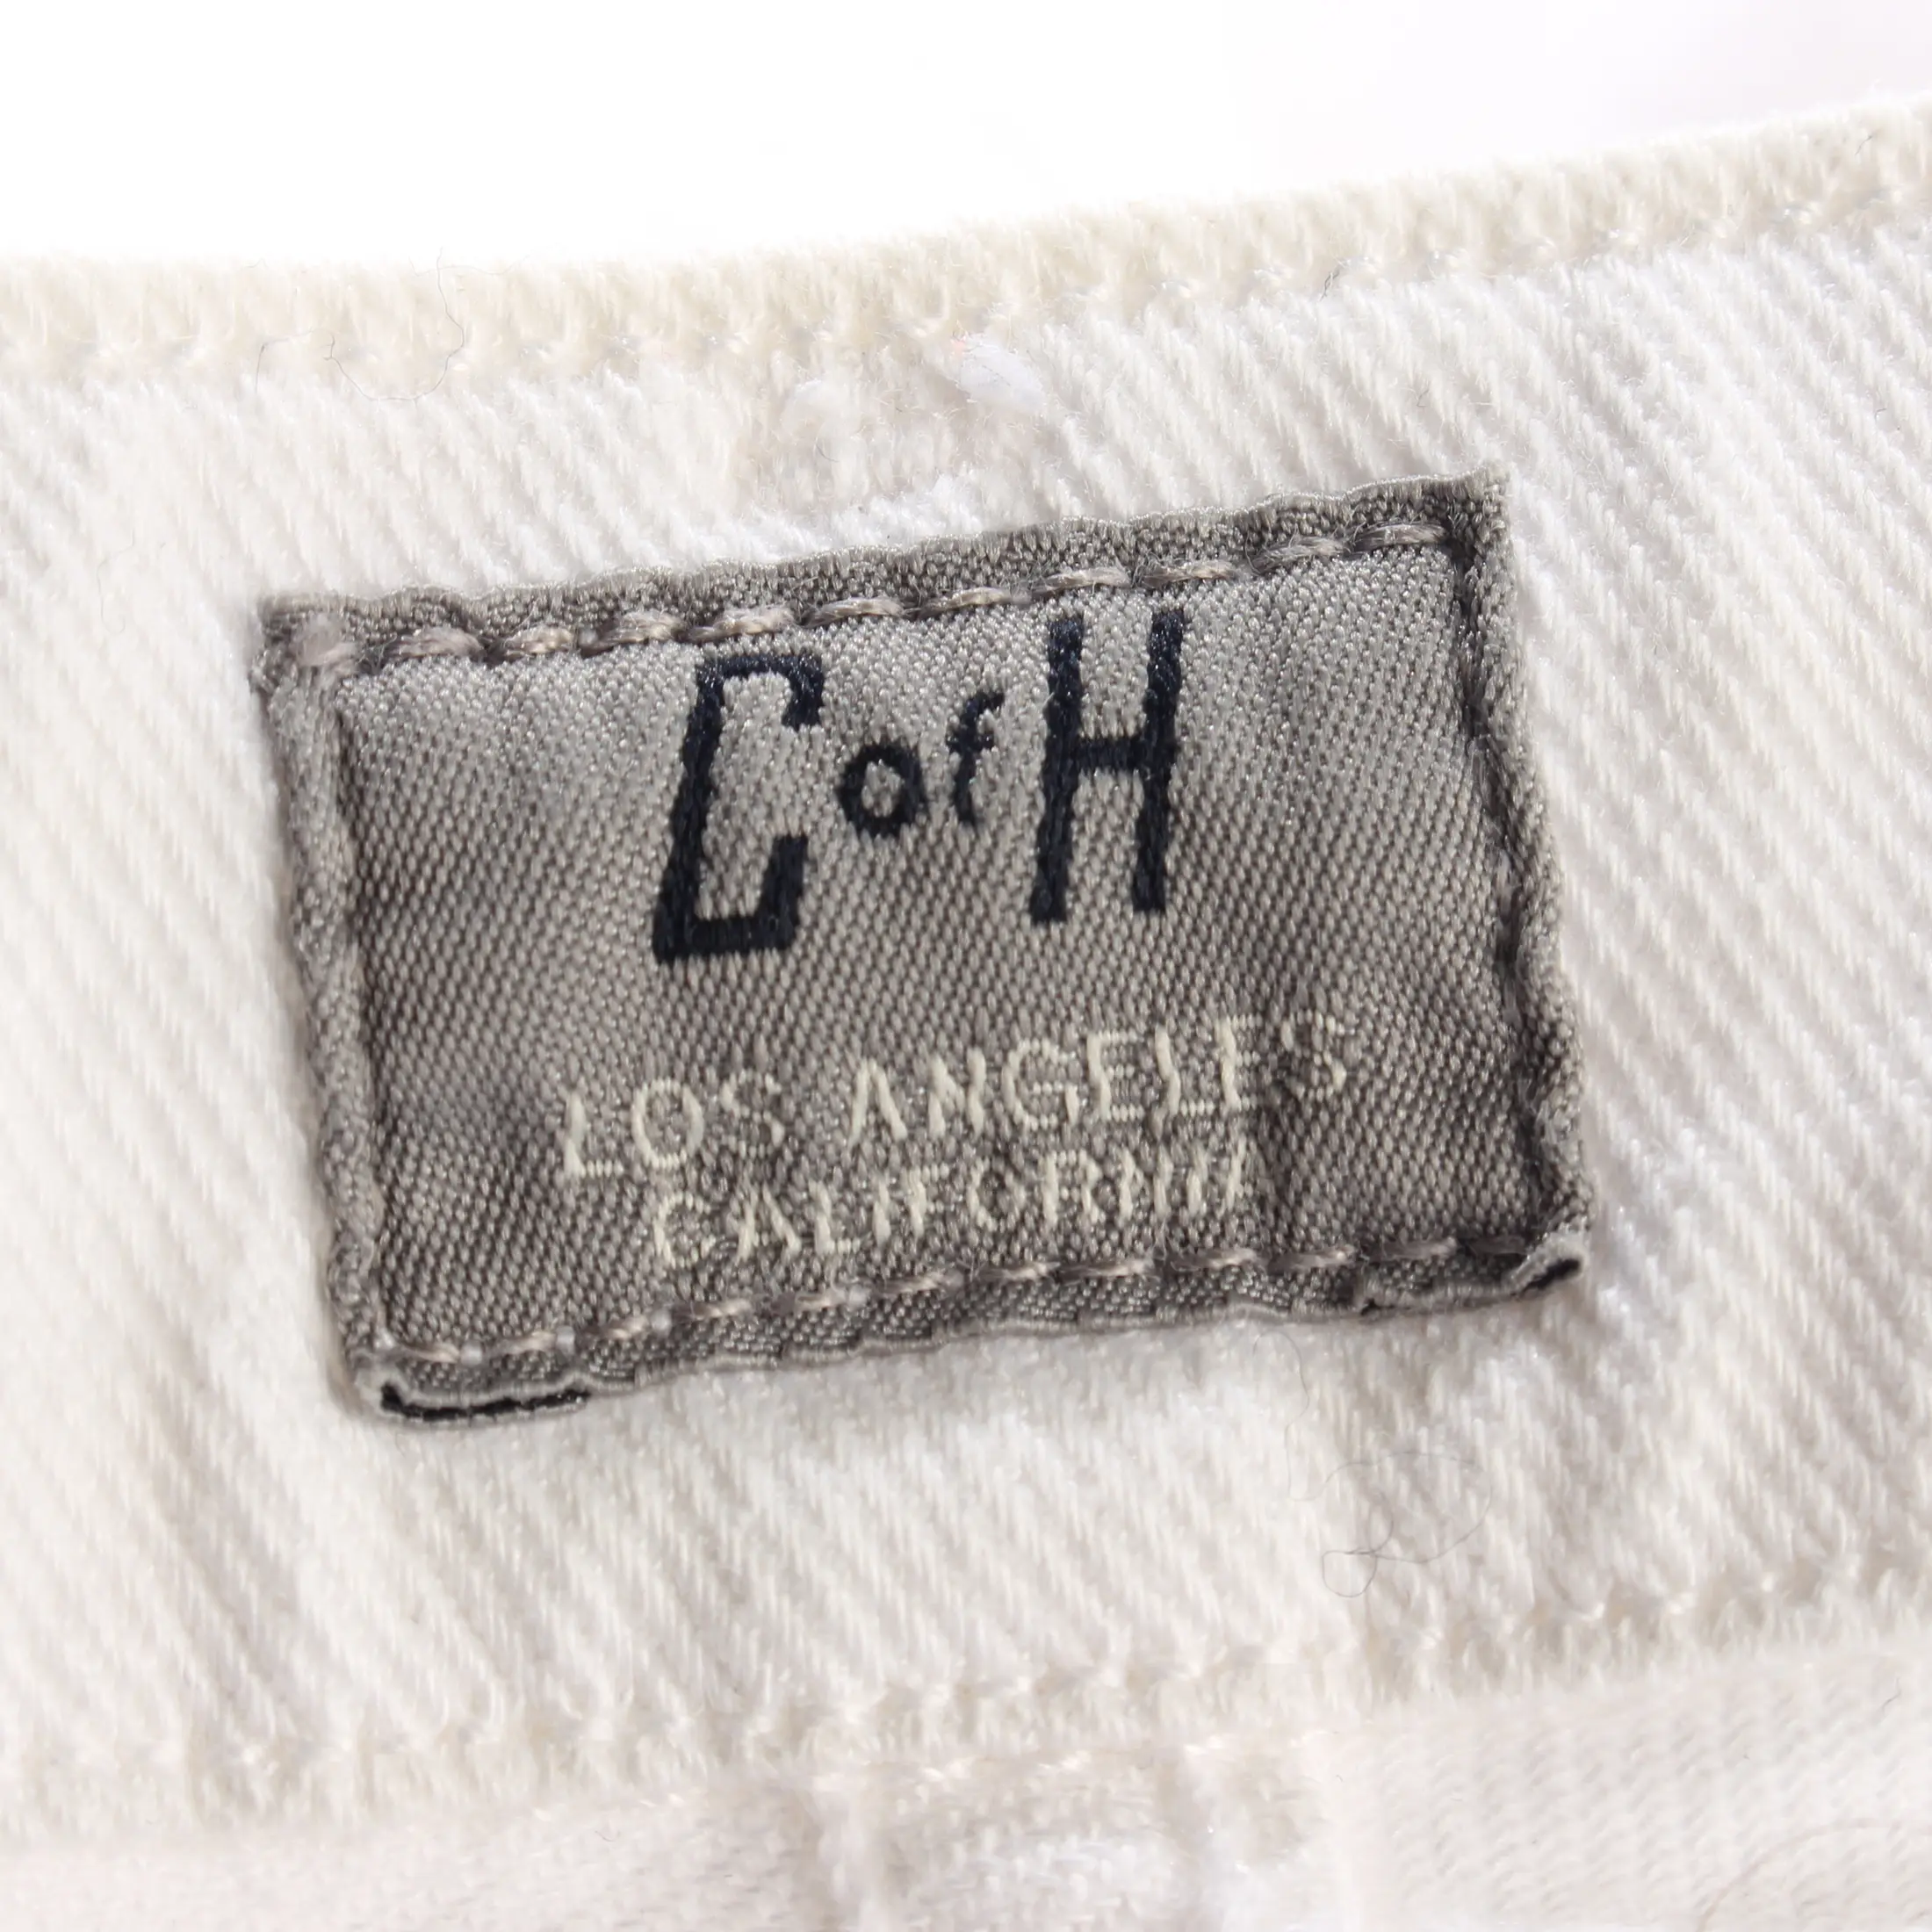 C of H
LOS ANGELES
CALIFORNIA